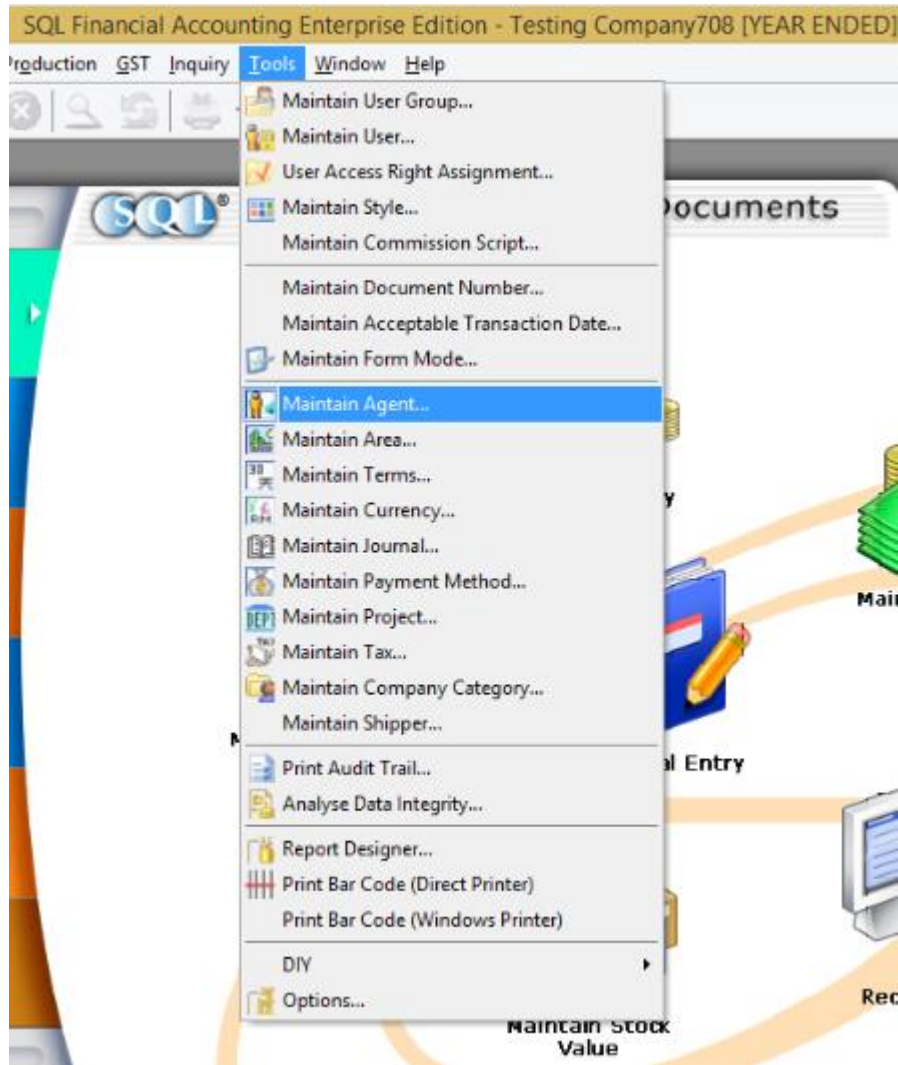 SQL Financial Accounting Enterprise Edition - Testing Company708 [YEAR ENDED]
Production GST Inquiry Tools Window Help
Maintain User Group...
Maintain User...
User Access Right Assignment...
SQL® Documents
Maintain Style...
Maintain Commission Script...
Maintain Document Number...
Maintain Acceptable Transaction Date...
Maintain Form Mode...
Maintain Agent...
Maintain Area...
Maintain Terms...
Maintain Currency...
Maintain Journal...
Maintain Payment Method...
Maintain Project...
Maintain Tax...
Maintain Company Category...
Maintain Shipper...
Print Audit Trail...
al Entry
Analyse Data Integrity...
Report Designer...
Print Bar Code (Direct Printer)
Print Bar Code (Windows Printer)
DIY
Options...
Maintain Stock
Value